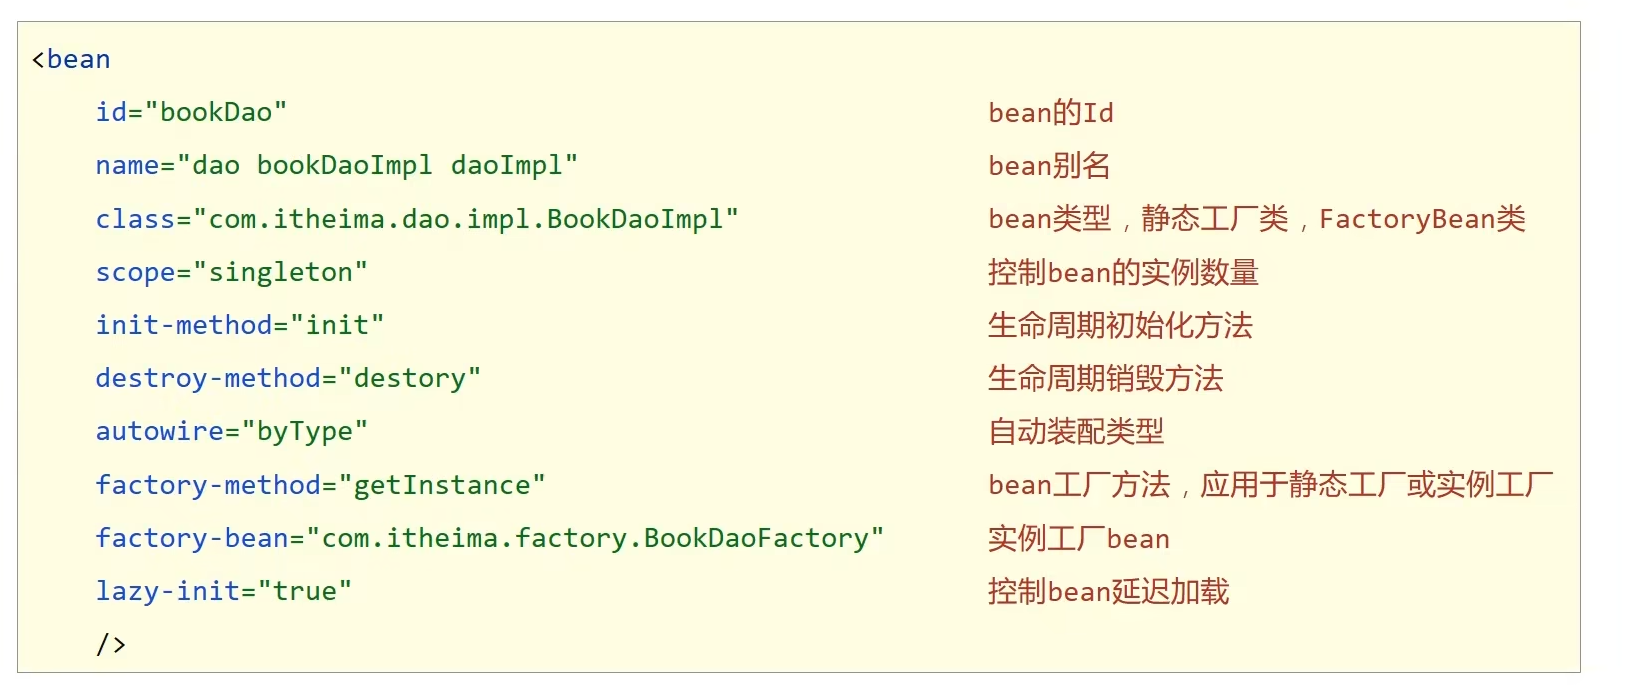 <bean
id="bookDao" bean的Id
name="dao bookDaoImpl daoImpl" bean别名
class="com.itheima.dao.impl.BookDaoImpl" bean类型，静态工厂类，FactoryBean类
scope="singleton" 控制bean的实例数量
init-method="init" 生命周期初始化方法
destroy-method="destory" 生命周期销毁方法
autowire="byType" 自动装配类型
factory-method="getInstance" bean工厂方法，应用于静态工厂或实例工厂
factory-bean="com.itheima.factory.BookDaoFactory" 实例工厂bean
lazy-init="true" 控制bean延迟加载
/>